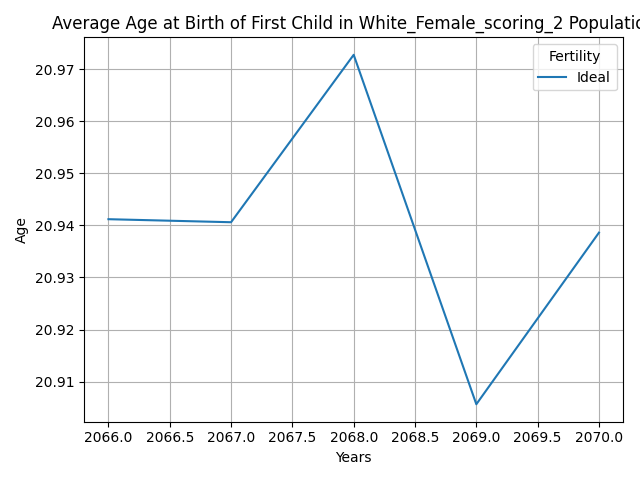 Average Age at Birth of First Child in White_Female_scoring_2 Populatio
Fertility
Ideal
20.97
20.96
20.95
20.94
20.93
20.92
20.91
Age
2066.0 2066.5 2067.0 2067.5 2068.0 2068.5 2069.0 2069.5 2070.0
Years